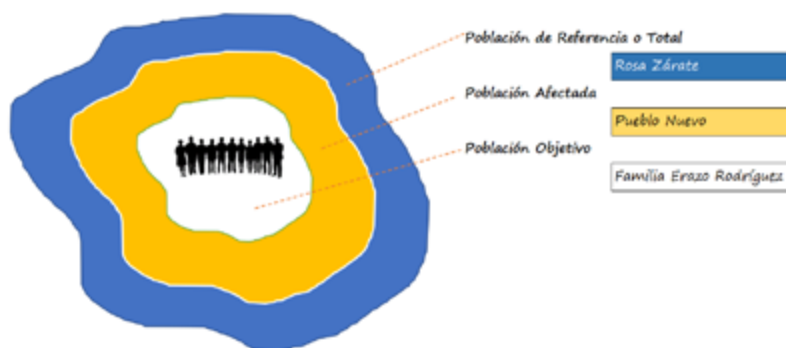 Población de Referencia o Total
Rosa Zárate
Población Afectada
Pueblo Nuevo
Población Objetivo
Familia Erazo Rodríguez